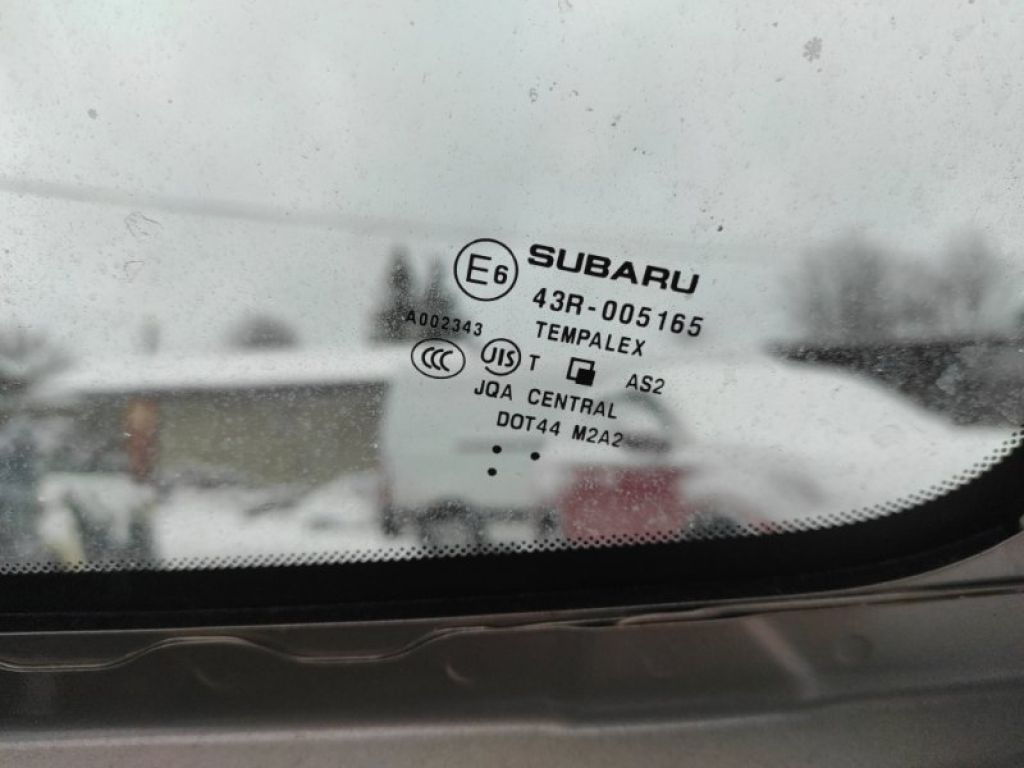 E6 SUBARU
43R-005165
TEMPALEX
A002343
CCC JIS T AS2
JQA CENTRAL
DOT44 M2A2